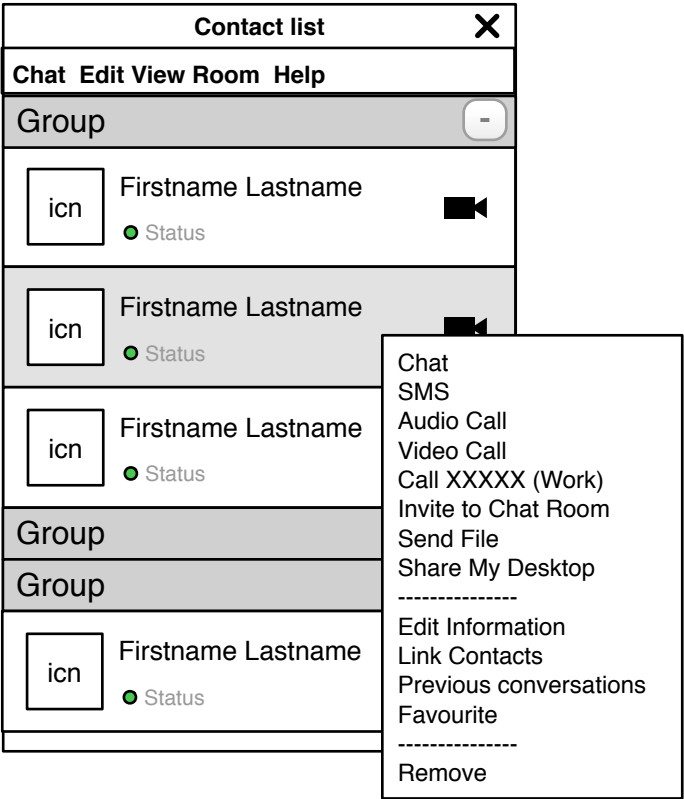 Contact list
Chat Edit View Room Help
Group
-
icn
Firstname Lastname
Status
icn
Firstname Lastname
Status
icn
Firstname Lastname
Status
Group
Group
icn
Firstname Lastname
Status
Chat
SMS
Audio Call
Video Call
Call XXXXX (Work)
Invite to Chat Room
Send File
Share My Desktop
---------------
Edit Information
Link Contacts
Previous conversations
Favourite
---------------
Remove